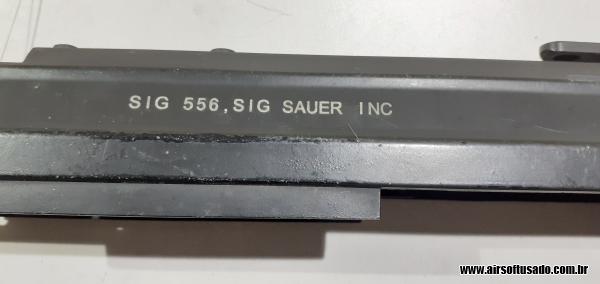 SIG 556, SIG SAUER INC
www.airsoftusado.com.br